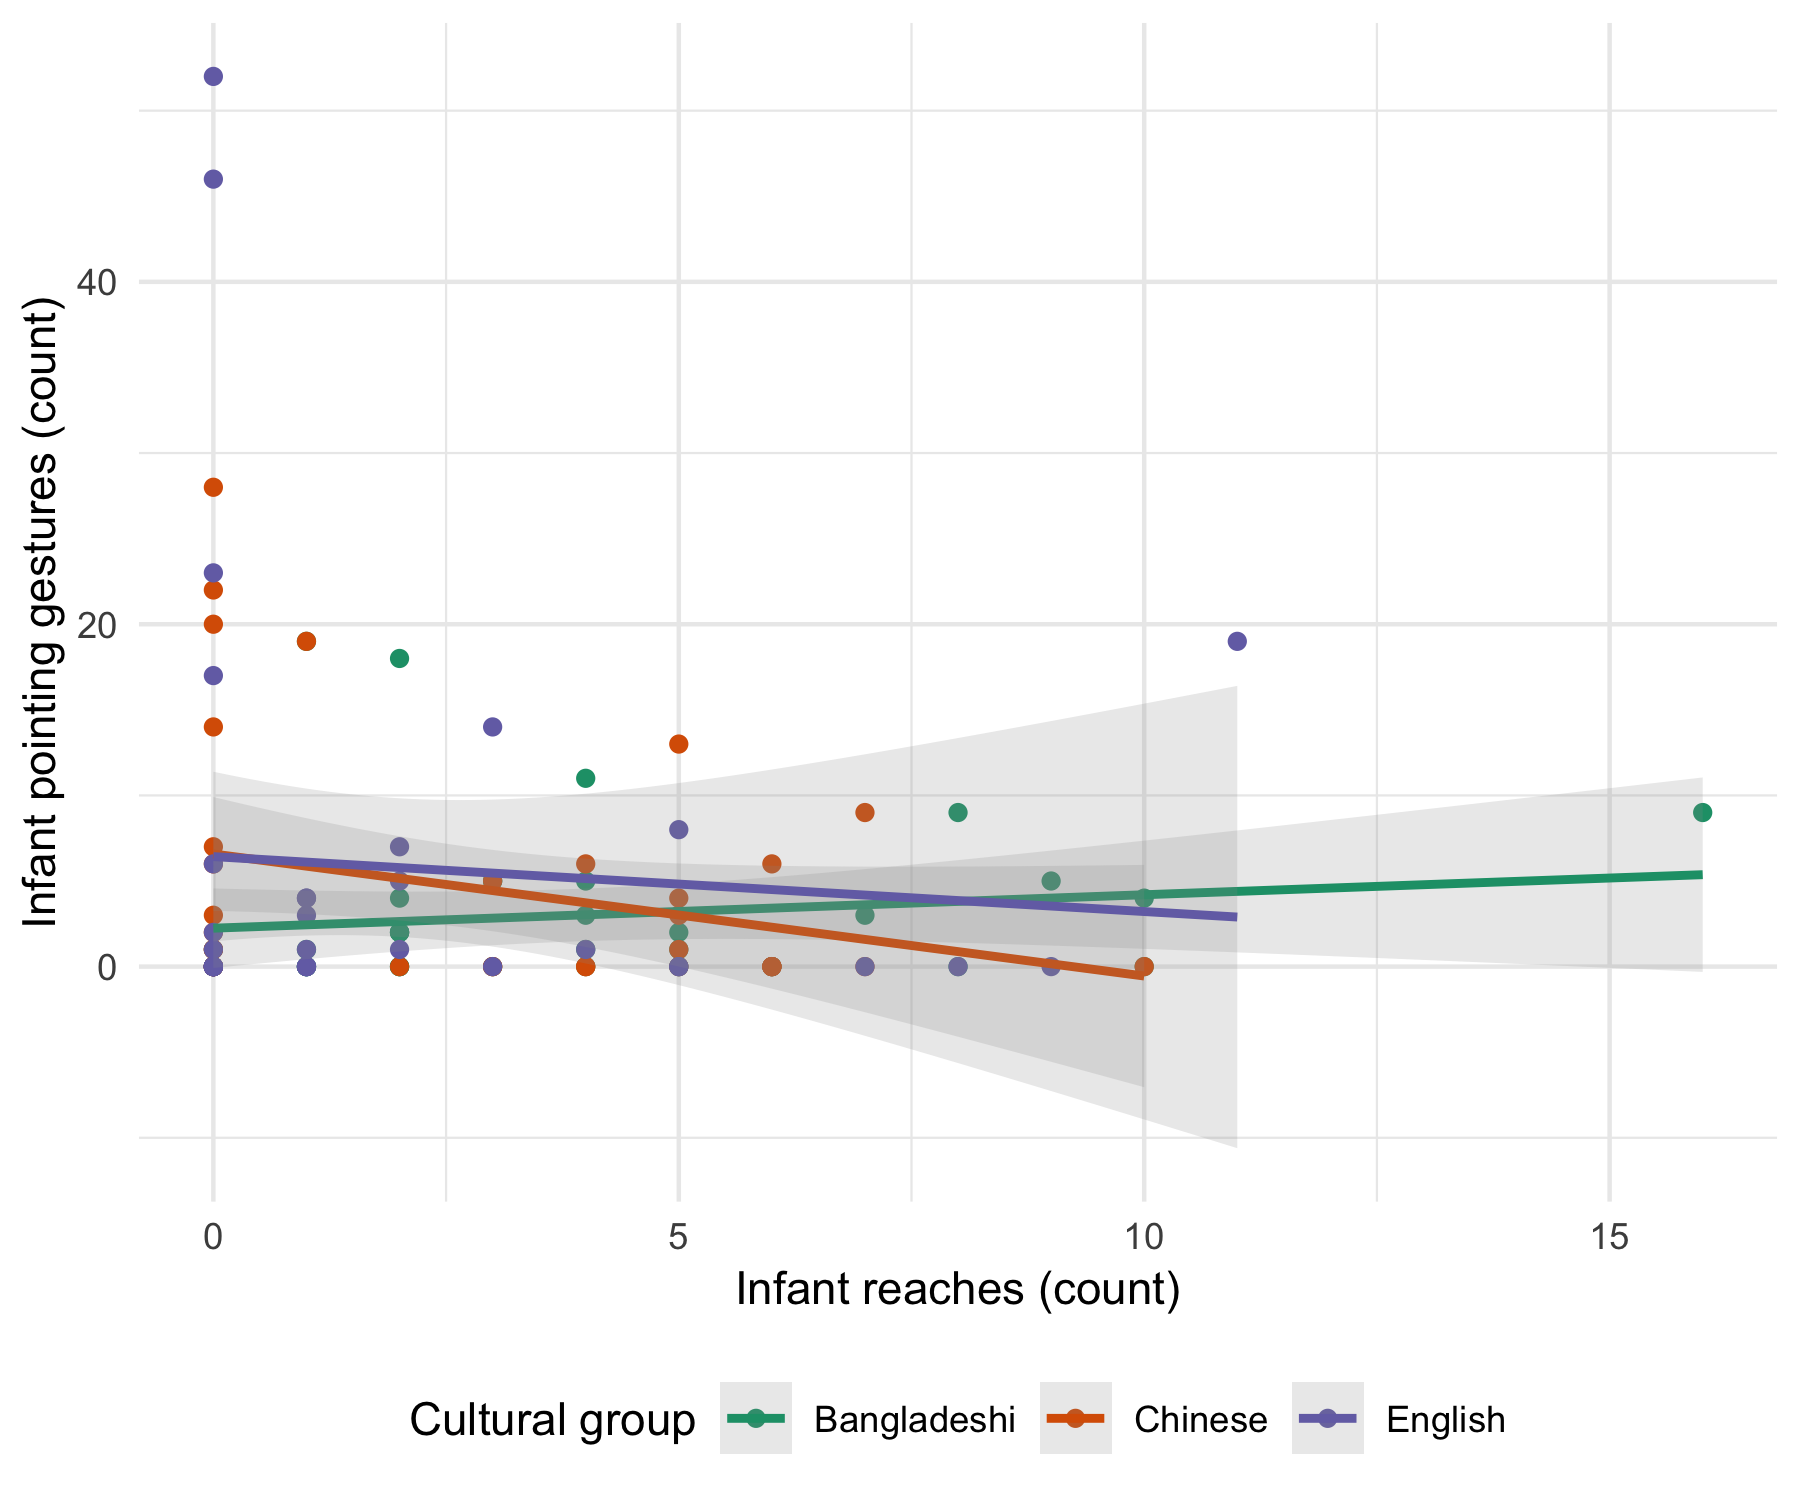 Infant pointing gestures (count)
40
20
0
0 5 10 15
Infant reaches (count)
Cultural group Bangladeshi Chinese English